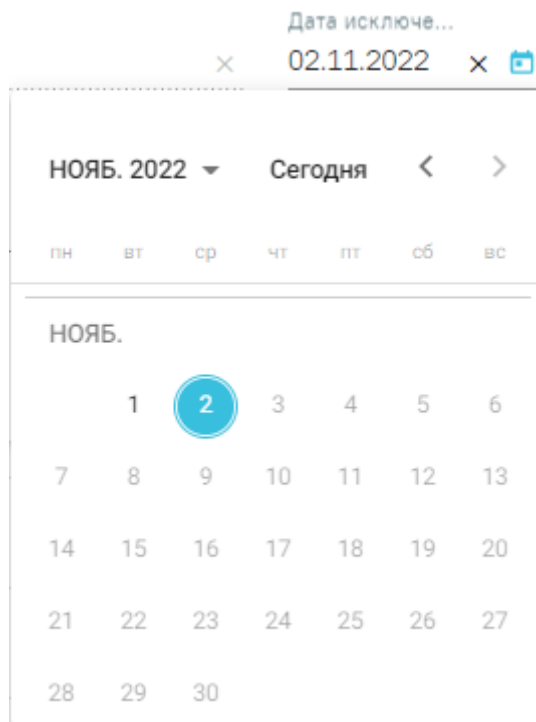 Дата исключе...
02.11.2022
НОЯБ. 2022 Сегодня
пн вт ср чт пт сб вс
НОЯБ.
1 2 3 4 5 6
7 8 9 10 11 12 13
14 15 16 17 18 19 20
21 22 23 24 25 26 27
28 29 30